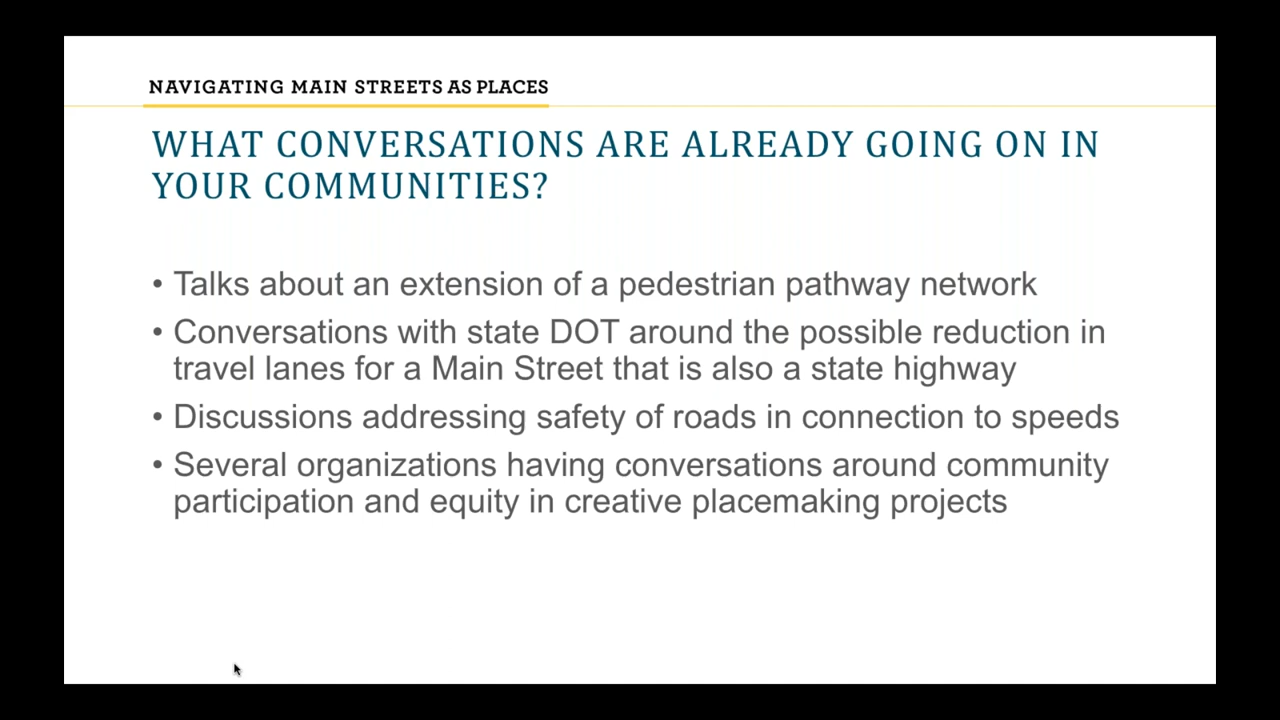 NAVIGATING MAIN STREETS AS PLACES
WHAT CONVERSATIONS ARE ALREADY GOING ON IN
YOUR COMMUNITIES?
• Talks about an extension of a pedestrian pathway network
• Conversations with state DOT around the possible reduction in
travel lanes for a Main Street that is also a state highway
• Discussions addressing safety of roads in connection to speeds
• Several organizations having conversations around community
participation and equity in creative placemaking projects